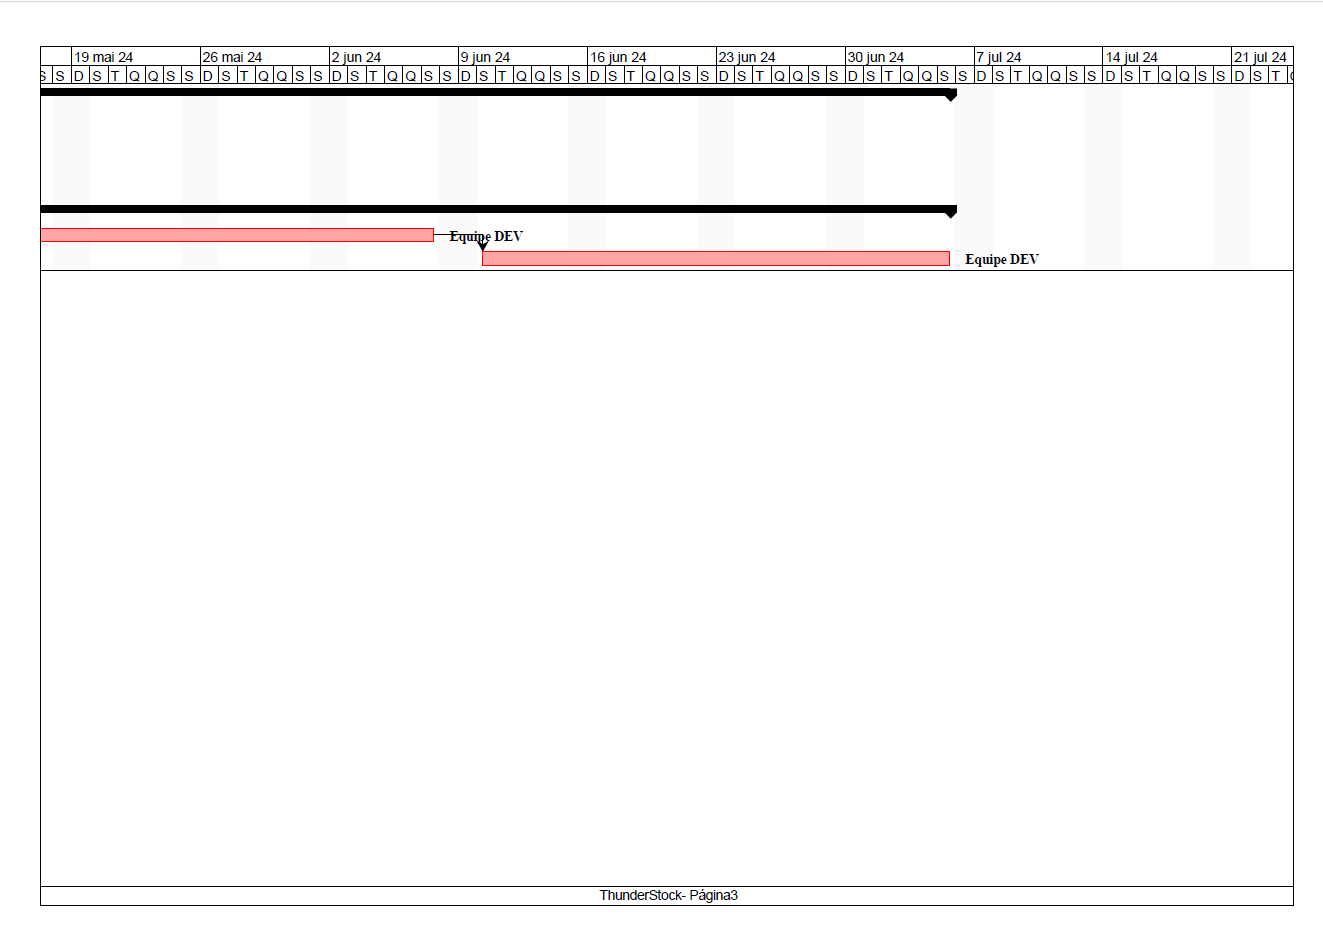 19 mai 24 26 mai 24 2 jun 24 9 jun 24 16 jun 24 23 jun 24 30 jun 24 7 jul 24 14 jul 24 21 jul 24
S S D S T Q Q S S D S T Q Q S S D S T Q Q S S D S T Q Q S S D S T Q Q S S D S T Q Q S S D S T Q Q S S D S T Q Q S S D S T Q Q S S D S T Q
Equipe DEV
Equipe DEV
ThunderStock- Página3